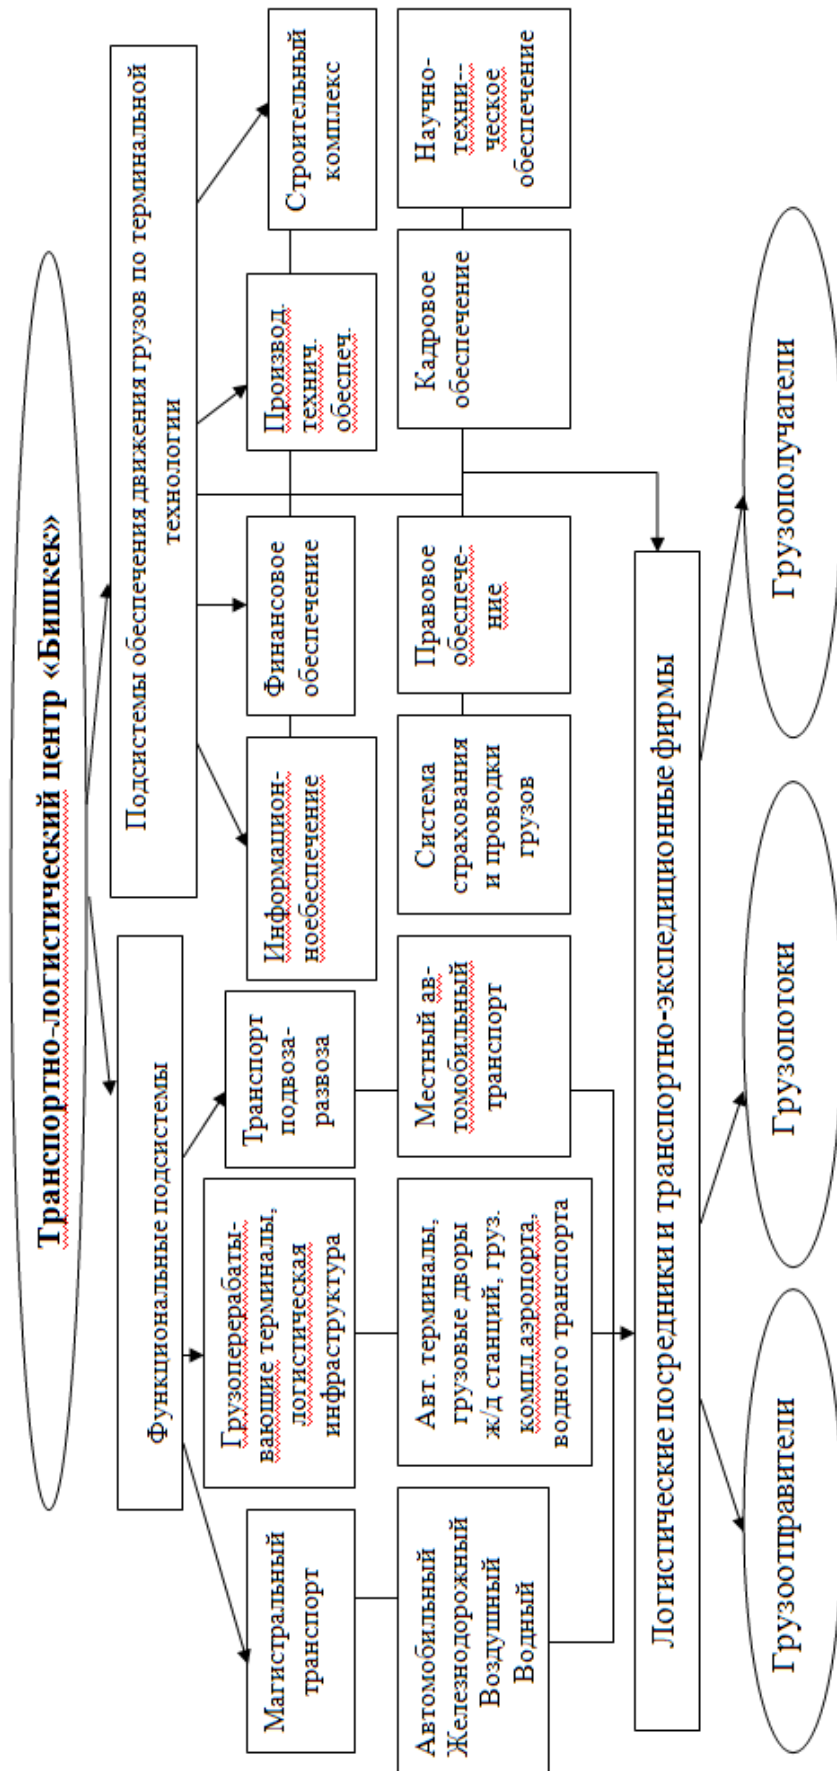 Транспортно-логистический центр «Бишкек»
Функциональные подсистемы
Подсистемы обеспечения движения грузов по терминальной
технологии
Магистральный
транспорт
Грузоперерабаты-
вающие терминалы,
логистическая
инфраструктура
Транспорт
подвоза-
развоза
Информацион-
ноебеспечение
Финансовое
обеспечение
Производ.
технич.
обеспеч.
Строительный
комплекс
Автомобильный
Железнодорожный
Воздушный
Водный
Авт. терминалы,
грузовые дворы
ж/д станций, груз.
компл.аэропорта,
водного транспорта
Местный ав-
томобильный
транспорт
Система
страхования
и проводки
грузов
Правовое
обеспече-
ние
Кадровое
обеспечение
Научно-
техни--
ческое
обеспечение
Логистические посредники и транспортно-экспедиционные фирмы
Грузоотправители
Грузопотоки
Грузополучатели